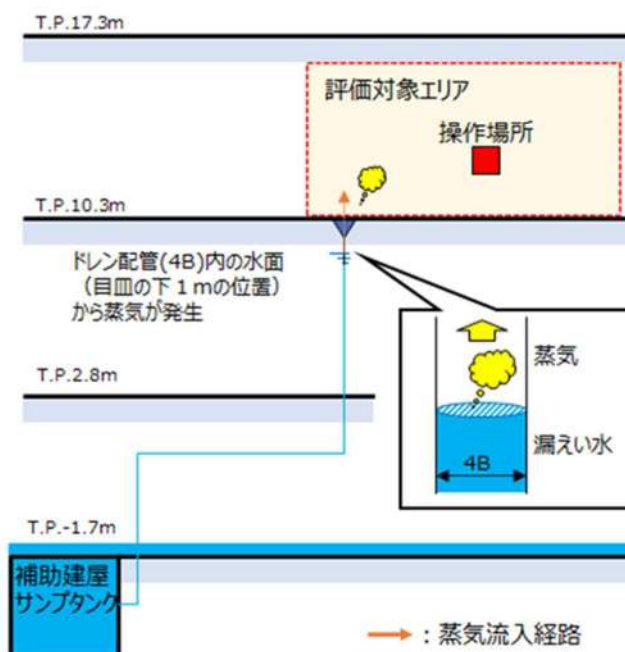 T.P.17.3m
評価対象エリア
操作場所
T.P.10.3m
ドレン配管(4B)内の水面
(目皿の下1mの位置)
から蒸気が発生
蒸気
T.P.2.8m
漏えい水
4B
T.P.-1.7m
補助建屋
サンプタンク
:蒸気流入経路